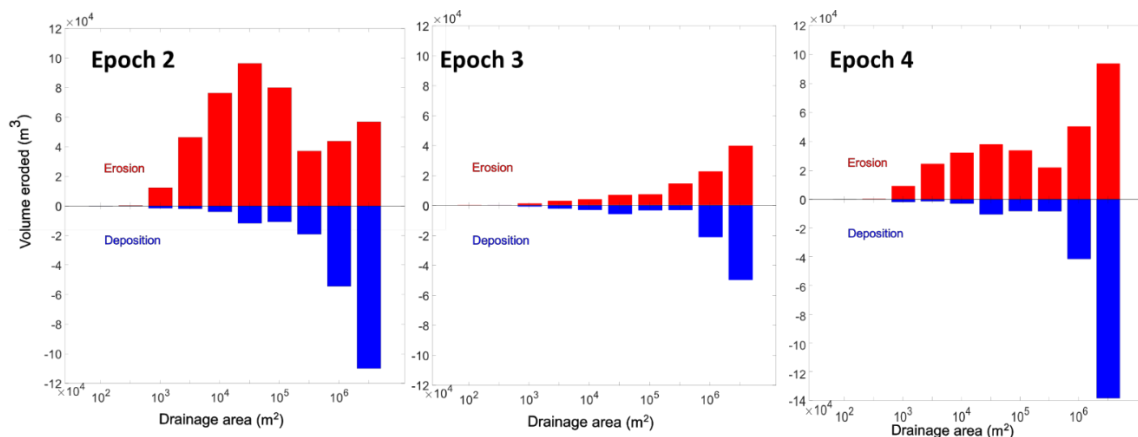 ×10⁴
12
10
8
6
4
2
0
-2
-4
-6
-8
-10
-12
×10⁴
Epoch 2
Volume eroded (m³)
Erosion
Deposition
10² 10³ 10⁴ 10⁵ 10⁶
Drainage area (m²)
×10⁴
12
10
8
6
4
2
0
-2
-4
-6
-8
-10
-12
×10⁴
Epoch 3
Erosion
Deposition
10² 10³ 10⁴ 10⁵ 10⁶
Drainage area (m²)
×10⁴
12
10
8
6
4
2
0
-2
-4
-6
-8
-10
-12
-14
×10⁴
Epoch 4
Erosion
Deposition
10² 10³ 10⁴ 10⁵ 10⁶
Drainage area (m²)